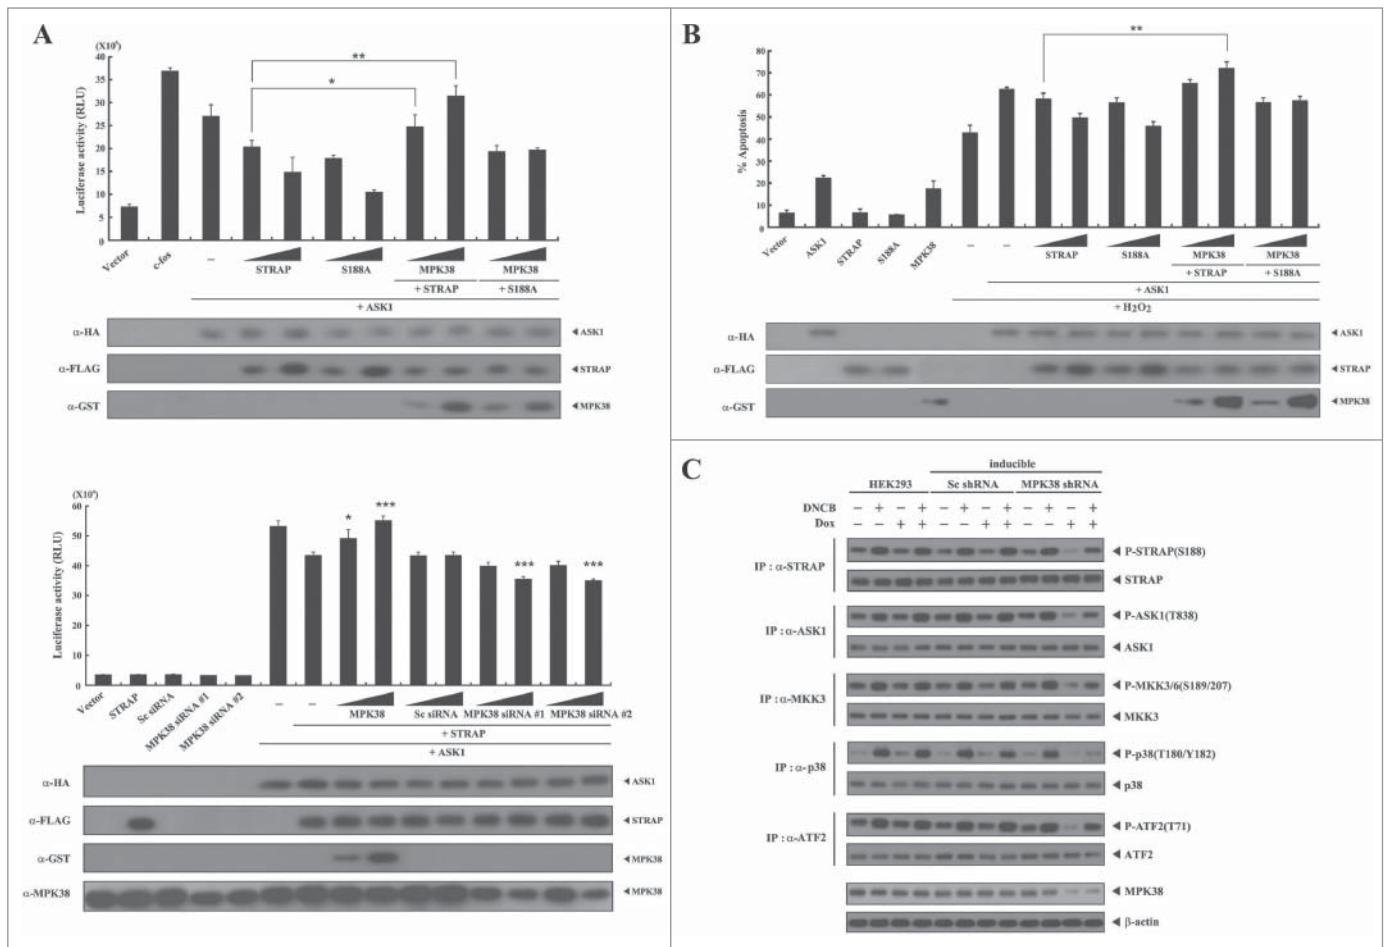 A
(X10⁴)
40
35
30
25
20
15
10
5
0
Luciferase activity (RLU)
*
**
Vector
c-fos
–
STRAP
S188A
MPK38
MPK38
+ STRAP
+ S188A
+ ASK1
α-HA
ASK1
α-FLAG
STRAP
α-GST
MPK38
(X10⁴)
60
50
40
30
20
10
0
Luciferase activity (RLU)
* *** *** ***
Vector
STRAP
Sc siRNA
MPK38 siRNA #1
MPK38 siRNA #2
– –
MPK38
Sc siRNA
MPK38 siRNA #1
MPK38 siRNA #2
+ STRAP
+ ASK1
α-HA
ASK1
α-FLAG
STRAP
α-GST
MPK38
α-MPK38
MPK38
B
80
70
60
50
40
30
20
10
0
% Apoptosis
**
Vector
ASK1
STRAP
S188A
MPK38
– –
STRAP
S188A
MPK38
MPK38
+ STRAP
+ S188A
+ ASK1
+ H2O2
α-HA
ASK1
α-FLAG
STRAP
α-GST
MPK38
C
inducible
HEK293 Sc shRNA MPK38 shRNA
DNCB – + – + – + – + – + – +
Dox – – + + – – + + – – + +
IP : α-STRAP
P-STRAP(S188)
STRAP
IP : α-ASK1
P-ASK1(T838)
ASK1
IP : α-MKK3
P-MKK3/6(S189/207)
MKK3
IP : α-p38
P-p38(T180/Y182)
p38
IP : α-ATF2
P-ATF2(T71)
ATF2
MPK38
β-actin